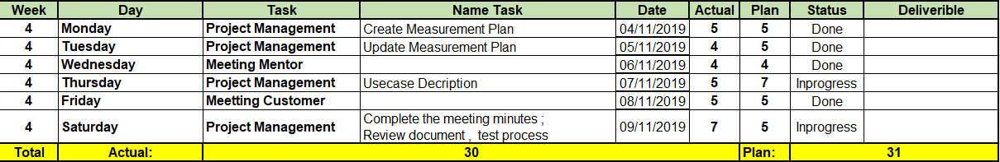 Week Day Task Name Task Date Actual Plan Status Deliverible
4 Monday Project Management Create Measurement Plan 04/11/2019 5 5 Done
4 Tuesday Project Management Update Measurement Plan 05/11/2019 4 5 Done
4 Wednesday Meeting Mentor 06/11/2019 4 4 Done
4 Thursday Project Management Usecase Decription 07/11/2019 5 7 Inprogress
4 Friday Meetting Customer 08/11/2019 5 5 Done
4 Saturday Project Management Complete the meeting minutes ; 09/11/2019 7 5 Inprogress
Review document , test process
Total Actual: 30 Plan: 31